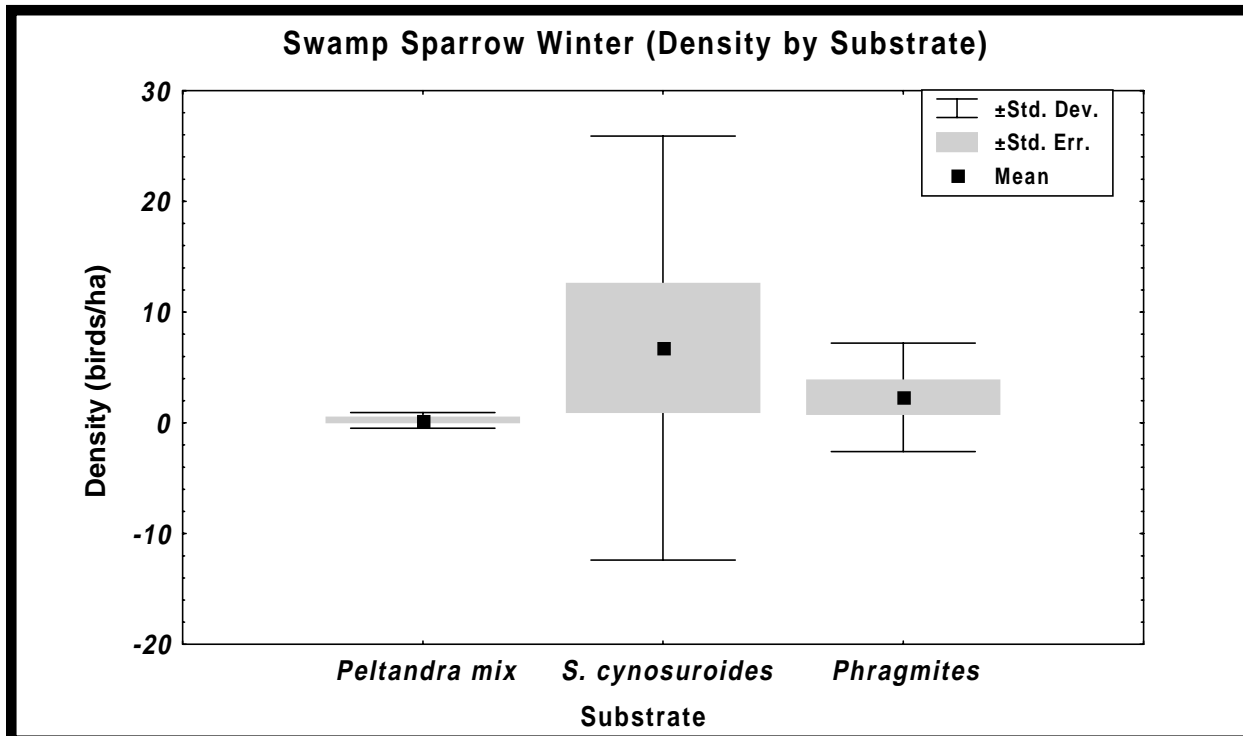 Swamp Sparrow Winter (Density by Substrate)
±Std. Dev.
±Std. Err.
Mean
Density (birds/ha)
30
20
10
0
-10
-20
Peltandra mix S. cynosuroides Phragmites
Substrate